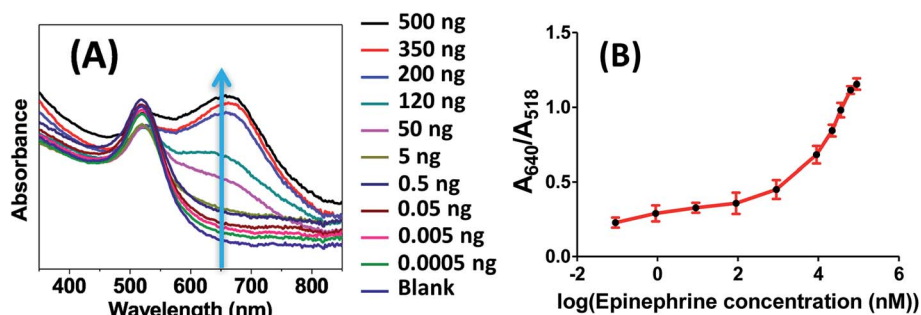 (A)
Absorbance
400 500 600 700 800
Wavelength (nm)
500 ng
350 ng
200 ng
120 ng
50 ng
5 ng
0.5 ng
0.05 ng
0.005 ng
0.0005 ng
Blank
(B)
A640/A518
1.5
1.0
0.5
0.0
-2 0 2 4 6
log(Epinephrine concentration (nM))